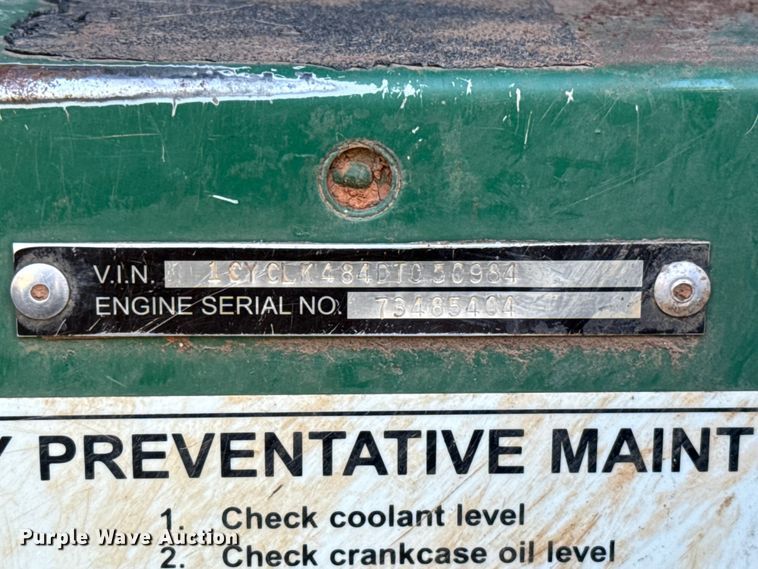 V.I.N. 1CYCLK484DT050984
ENGINE SERIAL NO. 73485404
Y PREVENTATIVE MAINT
1. Check coolant level
2. Check crankcase oil level
Purple Wave Auction